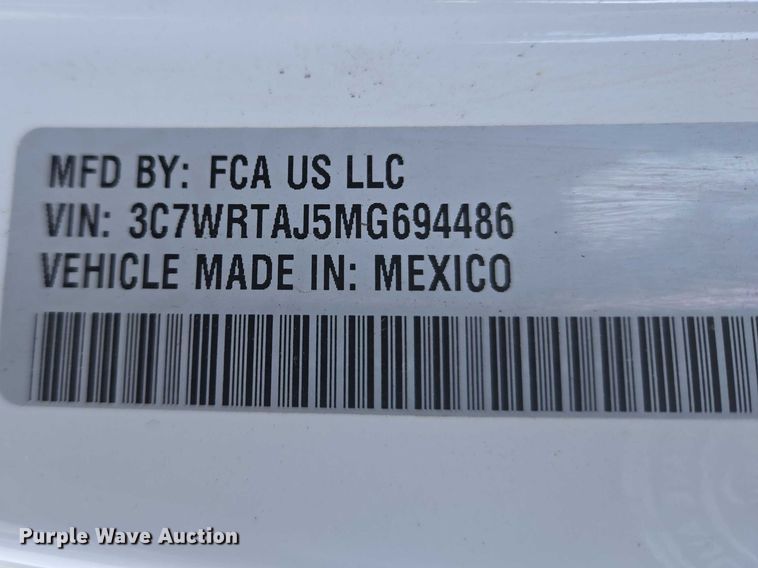 MFD BY: FCA US LLC
VIN: 3C7WRTAJ5MG694486
VEHICLE MADE IN: MEXICO
Purple Wave Auction